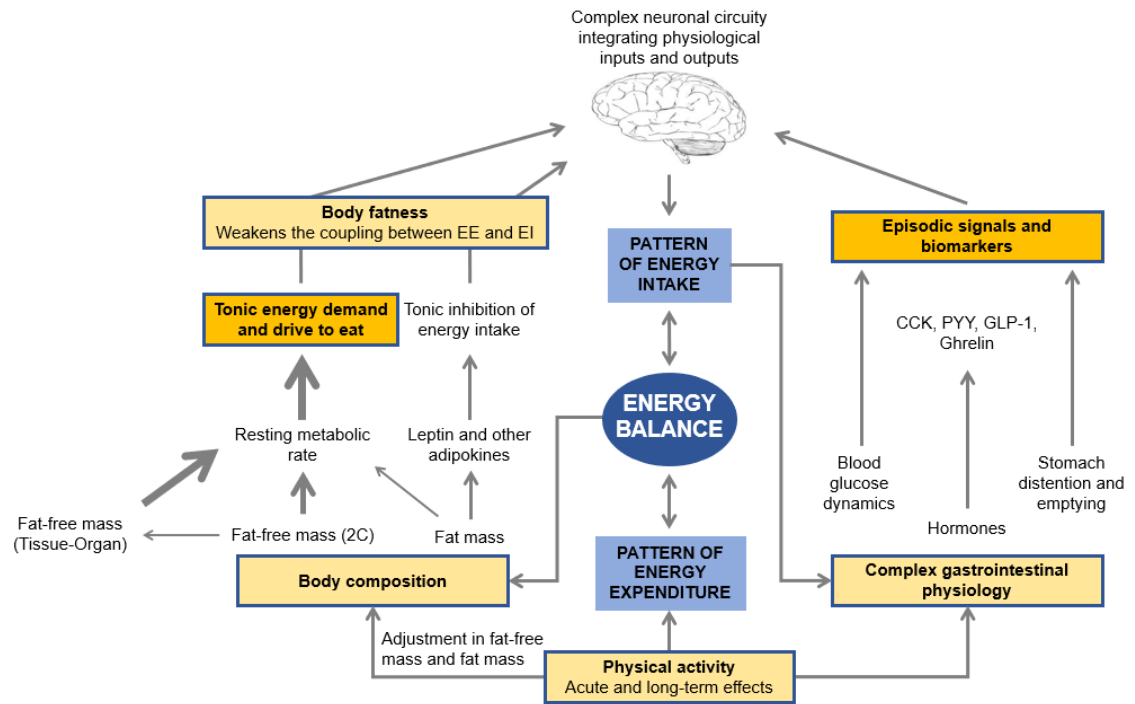 Complex neuronal circuity
integrating physiological
inputs and outputs
Body fatness
Weakens the coupling between EE and EI
Episodic signals and
biomarkers
PATTERN
OF ENERGY
INTAKE
Tonic energy demand
and drive to eat
Tonic inhibition of
energy intake
CCK, PYY, GLP-1,
Ghrelin
ENERGY
BALANCE
Resting metabolic
rate
Leptin and other
adipokines
Blood
glucose
dynamics
Stomach
distention and
emptying
Fat-free mass
(Tissue-Organ)
Fat-free mass (2C)
Fat mass
Hormones
PATTERN OF
ENERGY
EXPENDITURE
Body composition
Complex gastrointestinal
physiology
Adjustment in fat-free
mass and fat mass
Physical activity
Acute and long-term effects